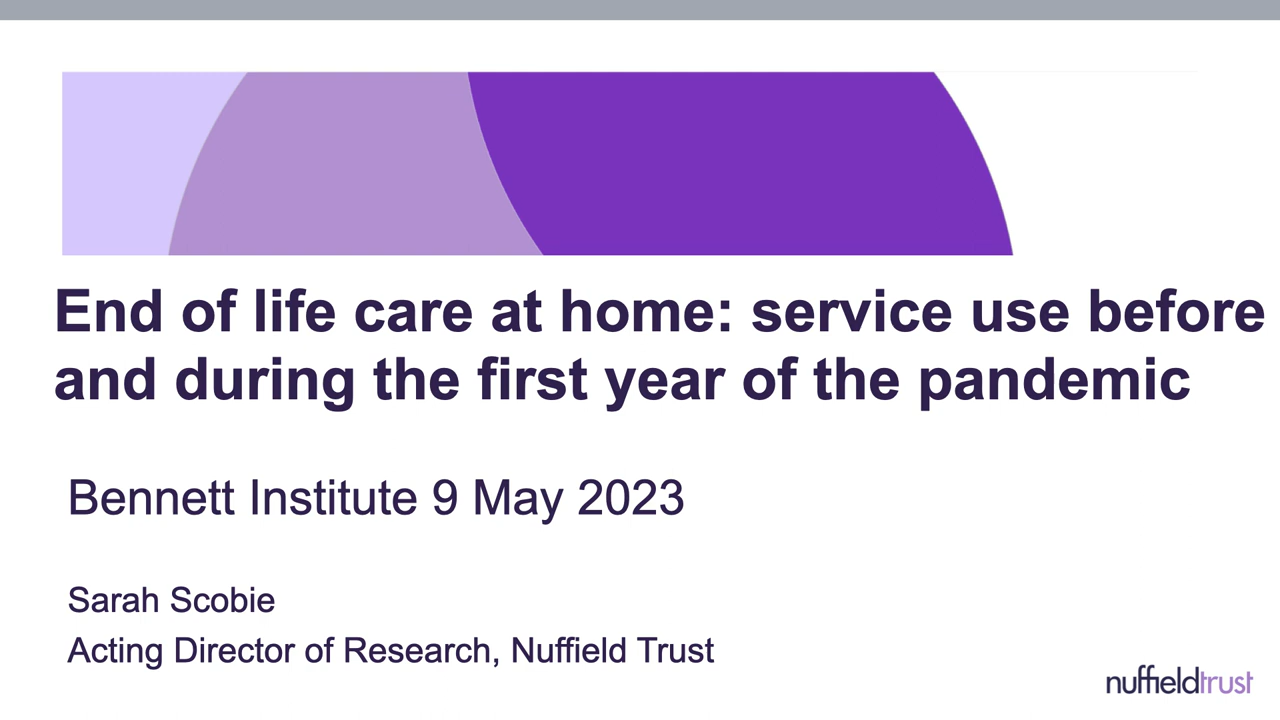 End of life care at home: service use before
and during the first year of the pandemic
Bennett Institute 9 May 2023
Sarah Scobie
Acting Director of Research, Nuffield Trust
nuffieldtrust